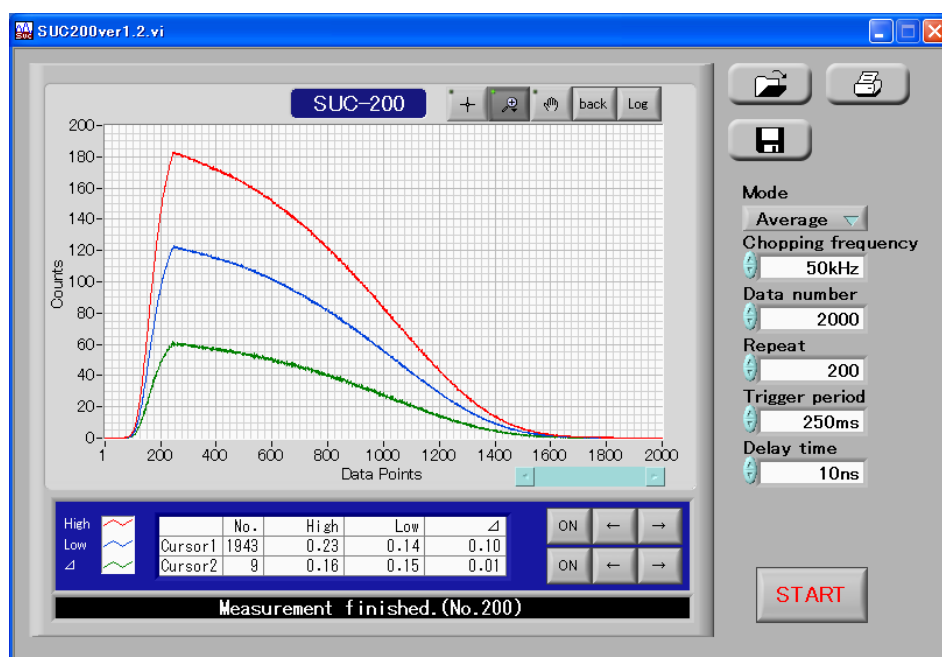 SUC200ver1.2.vi
SUC-200
back
Log
200
180
160
140
120
100
80
60
40
20
0
Counts
1 200 400 600 800 1000 1200 1400 1600 1800 2000
Data Points
Mode
Average
Chopping frequency
50kHz
Data number
2000
Repeat
200
Trigger period
250ms
Delay time
10ns
High
Low
⊿
No. High Low ⊿
Cursor1 1943 0.23 0.14 0.10
Cursor2 9 0.16 0.15 0.01
ON ← →
ON ← →
Measurement finished.(No.200)
START